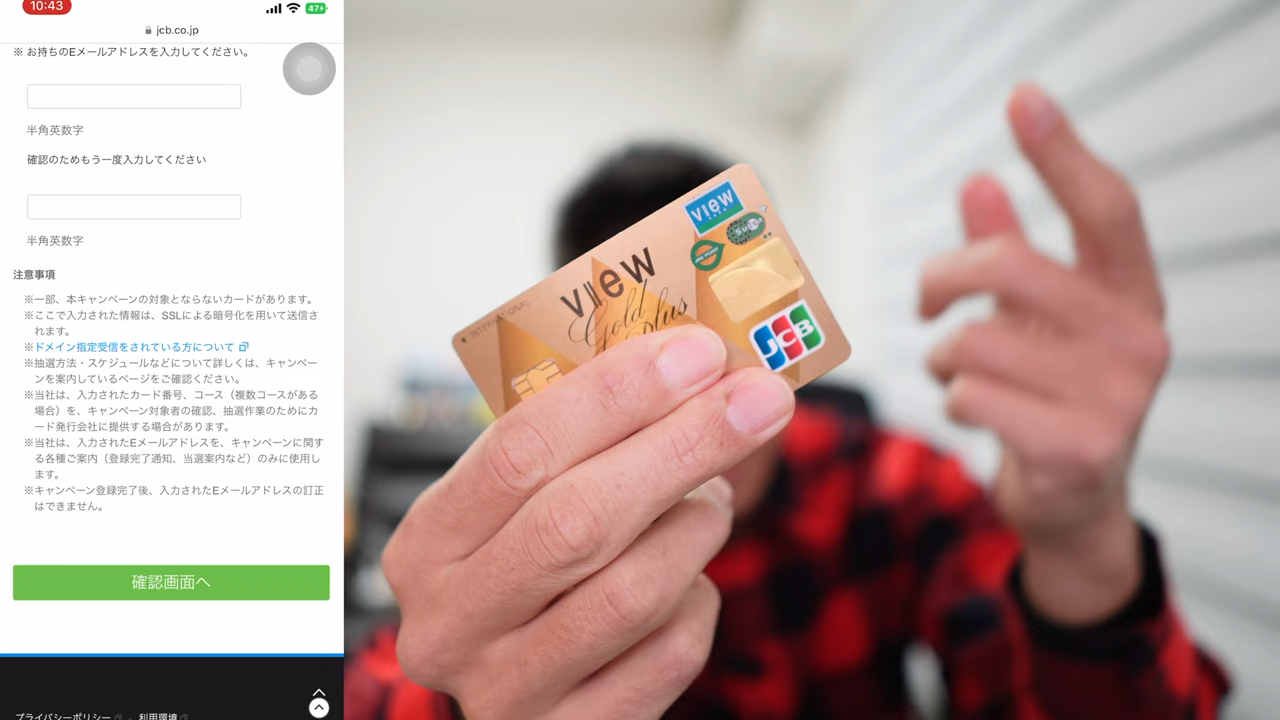 10:43
47
jcb.co.jp
※ お持ちのEメールアドレスを入力してください。
半角英数字
確認のためもう一度入力してください
半角英数字
注意事項
※一部、本キャンペーンの対象とならないカードがあります。
※ここで入力された情報は、SSLによる暗号化を用いて送信さ
れます。
※ドメイン指定受信をされている方について
※抽選方法・スケジュールなどについて詳しくは、キャンペー
ンを案内しているページをご確認ください。
※当社は、入力されたカード番号、コース（複数コースがある
場合）を、キャンペーン対象者の確認、抽選作業のためにカ
ード発行会社に提供する場合があります。
※当社は、入力されたEメールアドレスを、キャンペーンに関す
る各種ご案内（登録完了通知、当選案内など）のみに使用し
ます。
※キャンペーン登録完了後、入力されたEメールアドレスの訂正
はできません。
確認画面へ
プライバシーポリシー
利用環境
VIEW
CARD
Suica
JRE POINT
INTERNATIONAL
VIEW
Gold
Plus
JCB